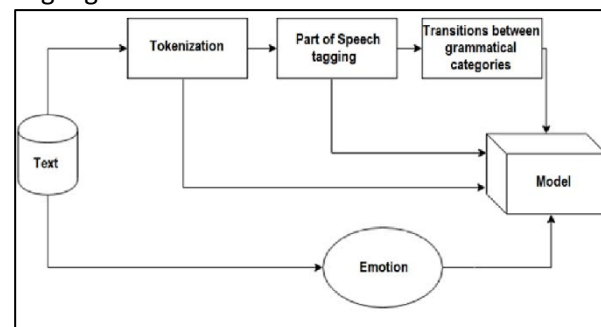 Tokenization
Part of Speech
tagging
Transitions between
grammatical
categories
Text
Model
Emotion